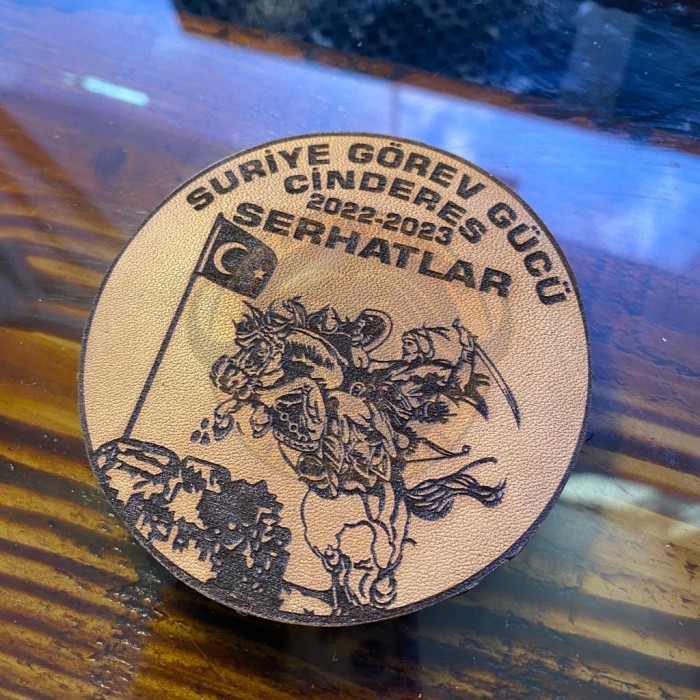 SURİYE GÖREV GÜCÜ
CİNDERES
2022-2023
SERHATLAR